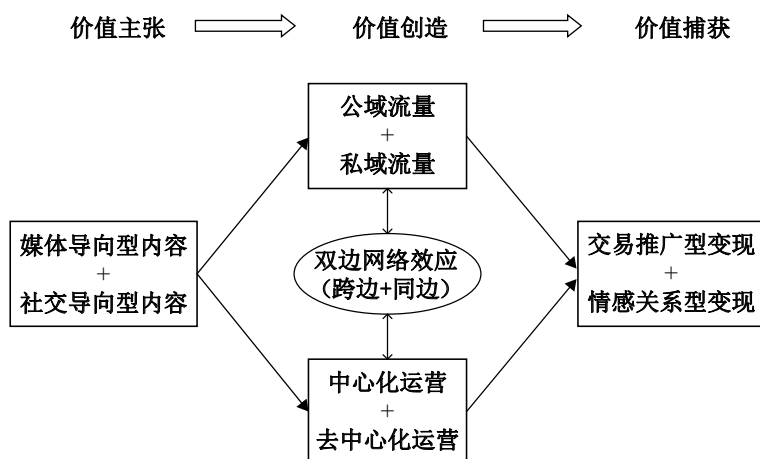 价值主张
价值创造
价值捕获
公域流量
+
私域流量
媒体导向型内容
+
社交导向型内容
双边网络效应
（跨边+同边）
交易推广型变现
+
情感关系型变现
中心化运营
+
去中心化运营